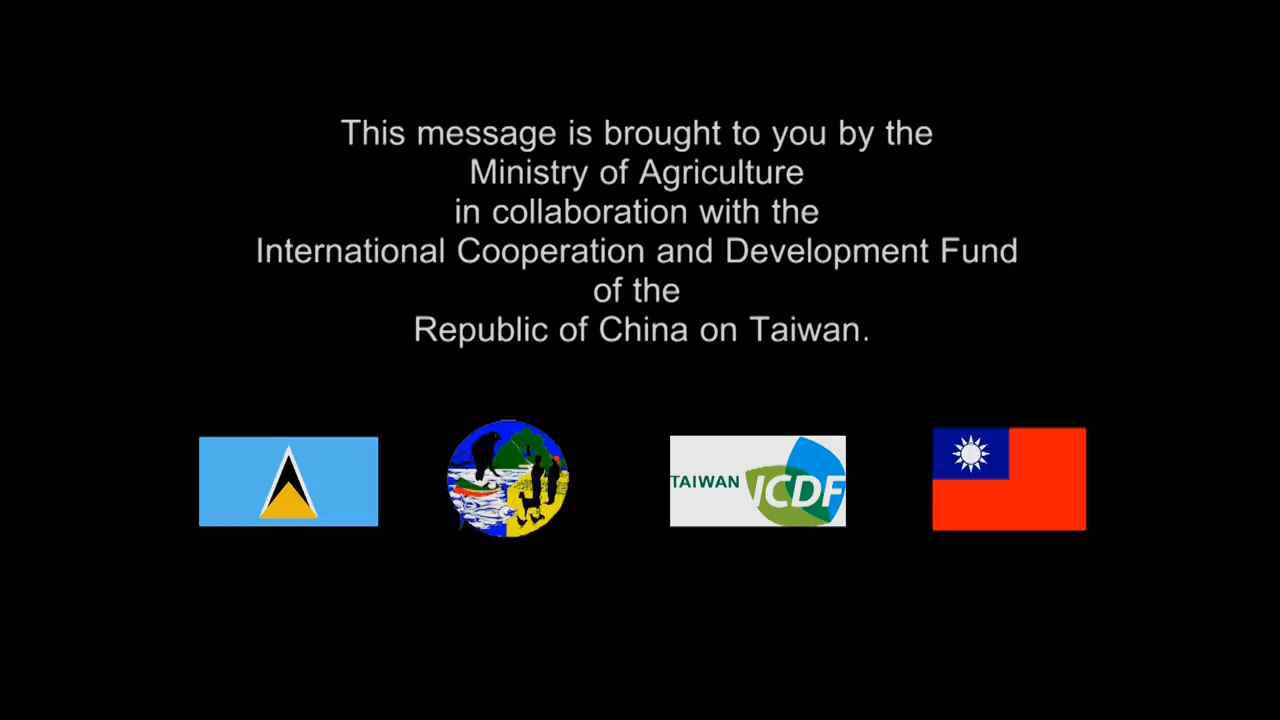 This message is brought to you by the
Ministry of Agriculture
in collaboration with the
International Cooperation and Development Fund
of the
Republic of China on Taiwan.
TAIWAN ICDF